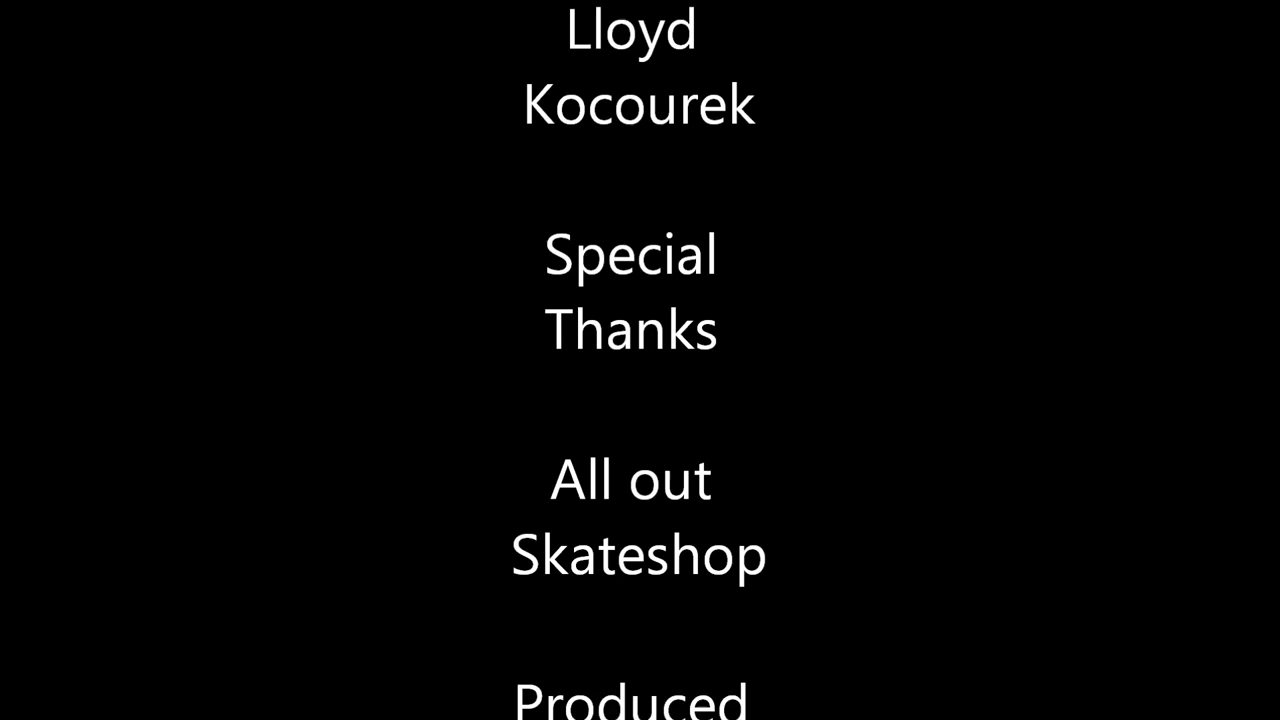 Lloyd
Kocourek
Special
Thanks
All out
Skateshop
Produced